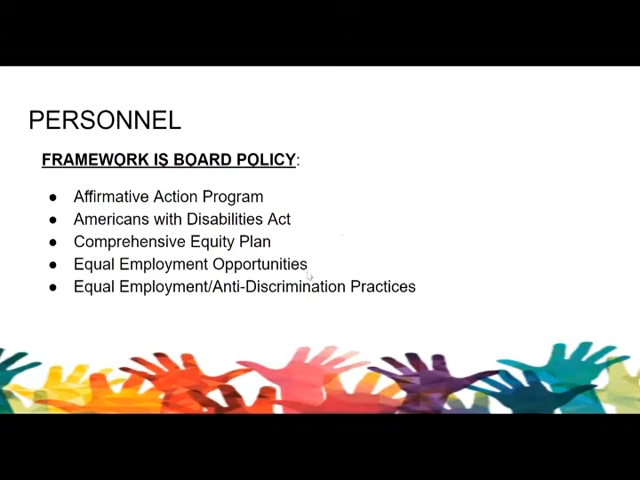 PERSONNEL
FRAMEWORK IS BOARD POLICY:
● Affirmative Action Program
● Americans with Disabilities Act
● Comprehensive Equity Plan
● Equal Employment Opportunities
● Equal Employment/Anti-Discrimination Practices